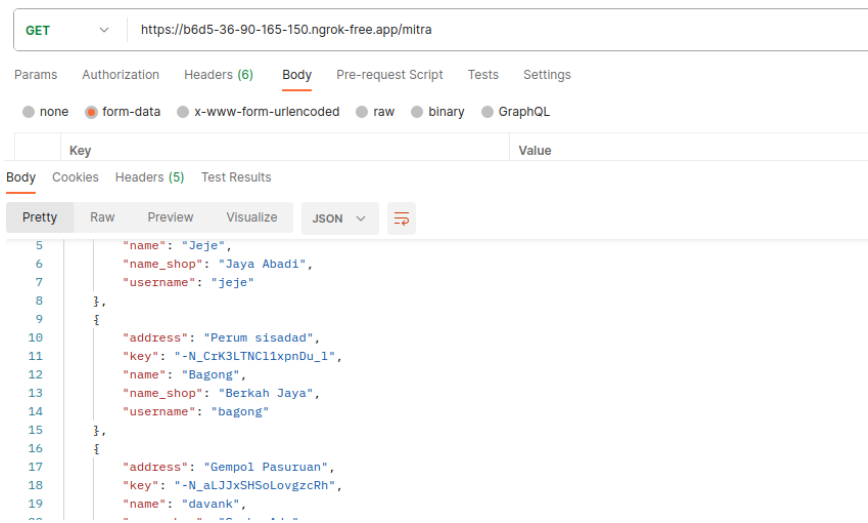 GET https://b6d5-36-90-165-150.ngrok-free.app/mitra
Params Authorization Headers (6) Body Pre-request Script Tests Settings
none form-data x-www-form-urlencoded raw binary GraphQL
Key Value
Body Cookies Headers (5) Test Results
Pretty Raw Preview Visualize JSON
5 "name": "Jeje",
6 "name_shop": "Jaya Abadi",
7 "username": "jeje"
8 },
9 {
10 "address": "Perum sisadad",
11 "key": "-N_CrK3LTNCl1xpnDu_l",
12 "name": "Bagong",
13 "name_shop": "Berkah Jaya",
14 "username": "bagong"
15 },
16 {
17 "address": "Gempol Pasuruan",
18 "key": "-N_aLJJxSHSoLovgzcRh",
19 "name": "davank",